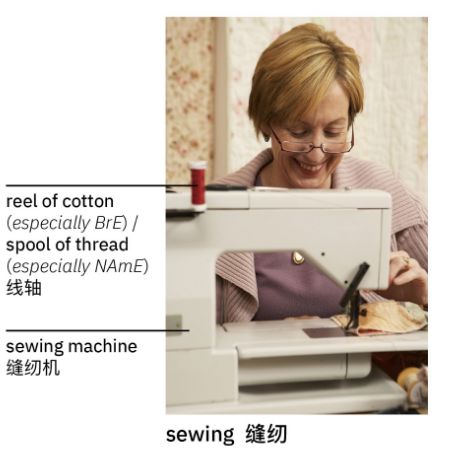 reel of cotton
(especially BrE) /
spool of thread
(especially NAmE)
线轴
sewing machine
缝纫机
sewing 缝纫